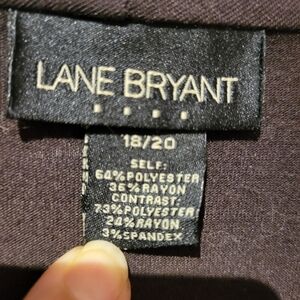 LANE BRYANT
18/20
SELF:
64%POLYESTER
36%RAYON
CONTRAST:
73%POLYESTER
24%RAYON
3%SPANDEX